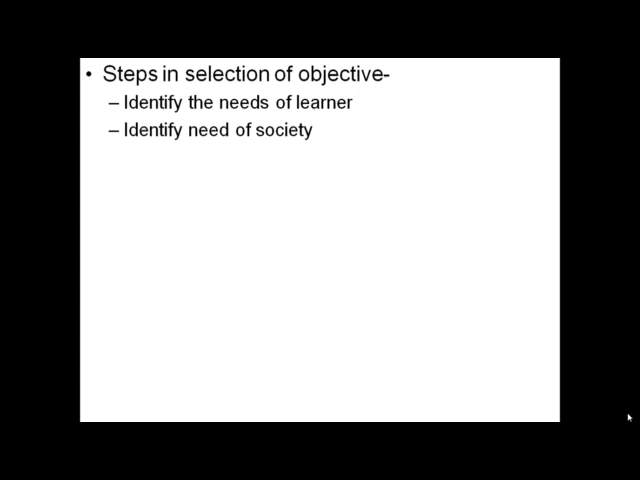 • Steps in selection of objective-
– Identify the needs of learner
– Identify need of society